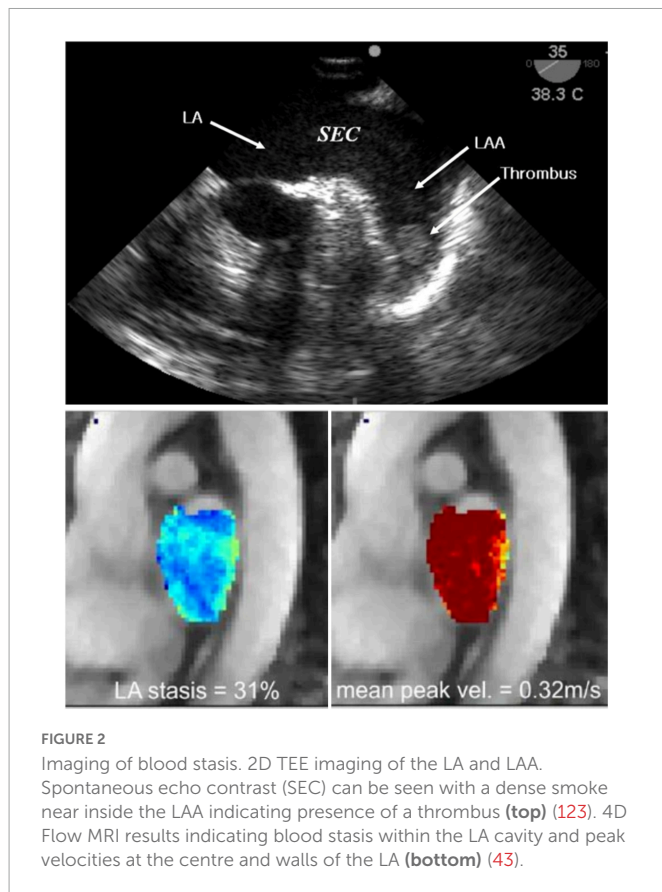 35
0 180
38.3 C
LA
SEC
LAA
Thrombus
LA stasis = 31%
mean peak vel. = 0.32m/s
FIGURE 2
Imaging of blood stasis. 2D TEE imaging of the LA and LAA.
Spontaneous echo contrast (SEC) can be seen with a dense smoke
near inside the LAA indicating presence of a thrombus (top) (123). 4D
Flow MRI results indicating blood stasis within the LA cavity and peak
velocities at the centre and walls of the LA (bottom) (43).